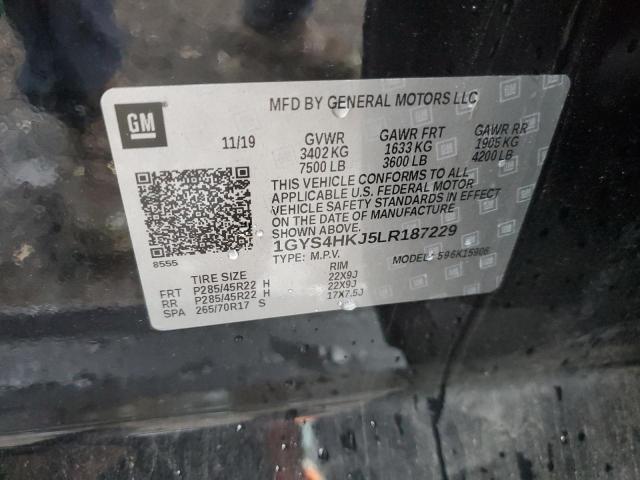 GM
MFD BY GENERAL MOTORS LLC
11/19 GVWR GAWR FRT GAWR RR
3402 KG 1633 KG 1905 KG
7500 LB 3600 LB 4200 LB
THIS VEHICLE CONFORMS TO ALL
APPLICABLE U.S. FEDERAL MOTOR
VEHICLE SAFETY STANDARDS IN EFFECT
ON THE DATE OF MANUFACTURE
SHOWN ABOVE.
1GYS4HKJ5LR187229
8555 TYPE: M.P.V. MODEL: 596K15906
TIRE SIZE RIM
FRT P285/45R22 H 22X9J
RR P285/45R22 H 22X9J
SPA 265/70R17 S 17X7.5J